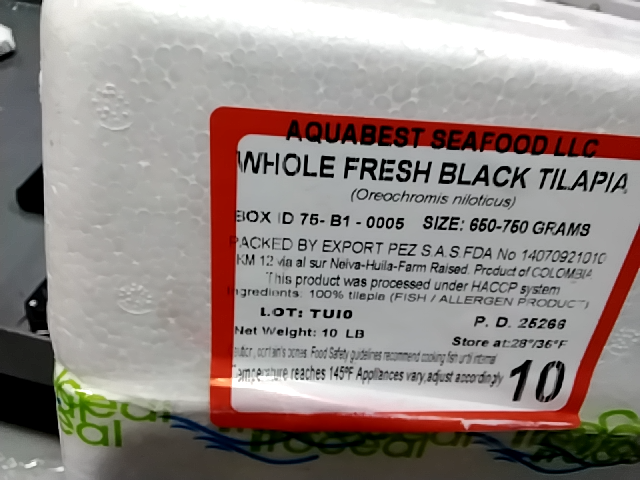 AQUABEST SEAFOOD LLC
WHOLE FRESH BLACK TILAPIA
(Oreochromis niloticus)
BOX ID 75- B1 - 0005 SIZE: 650-750 GRAMS
PACKED BY EXPORT PEZ S.A.S.FDA No 14070921010
KM 12 via al sur Neiva-Huila-Farm Raised. Product of COLOMBIA
This product was processed under HACCP system
Ingredients: 100% tilapia (FISH / ALLERGEN PRODUCT)
LOT: TUI0 P. D. 25266
Net Weight: 10 LB Store at:28°/36°F
contain's bones. Food Safety guidelines recommend cooking fish until internal
Temperature reaches 145°F Appliances vary,adjust accordingly
10